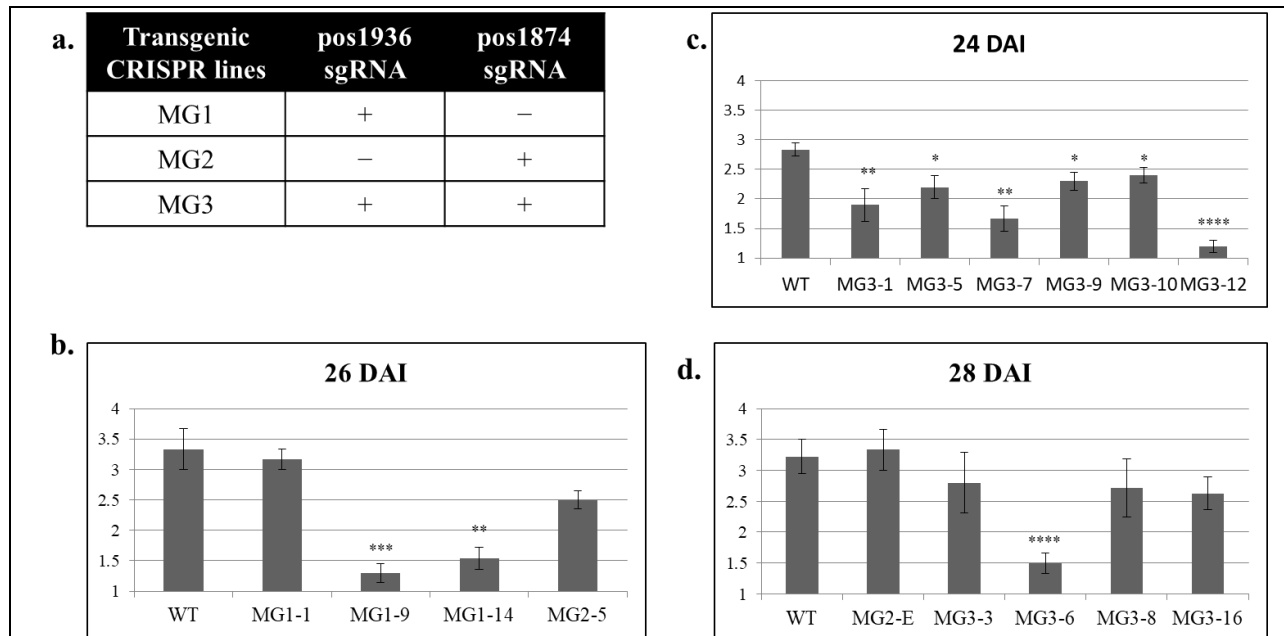 a.
Transgenic CRISPR lines
pos1936 sgRNA
pos1874 sgRNA
MG1 + −
MG2 − +
MG3 + +
b.
26 DAI
4
3.5
3
2.5
2
1.5
1
*** **
WT MG1-1 MG1-9 MG1-14 MG2-5
c.
24 DAI
4
3.5
3
2.5
2
1.5
1
** * ** * * ****
WT MG3-1 MG3-5 MG3-7 MG3-9 MG3-10 MG3-12
d.
28 DAI
4
3.5
3
2.5
2
1.5
1
****
WT MG2-E MG3-3 MG3-6 MG3-8 MG3-16